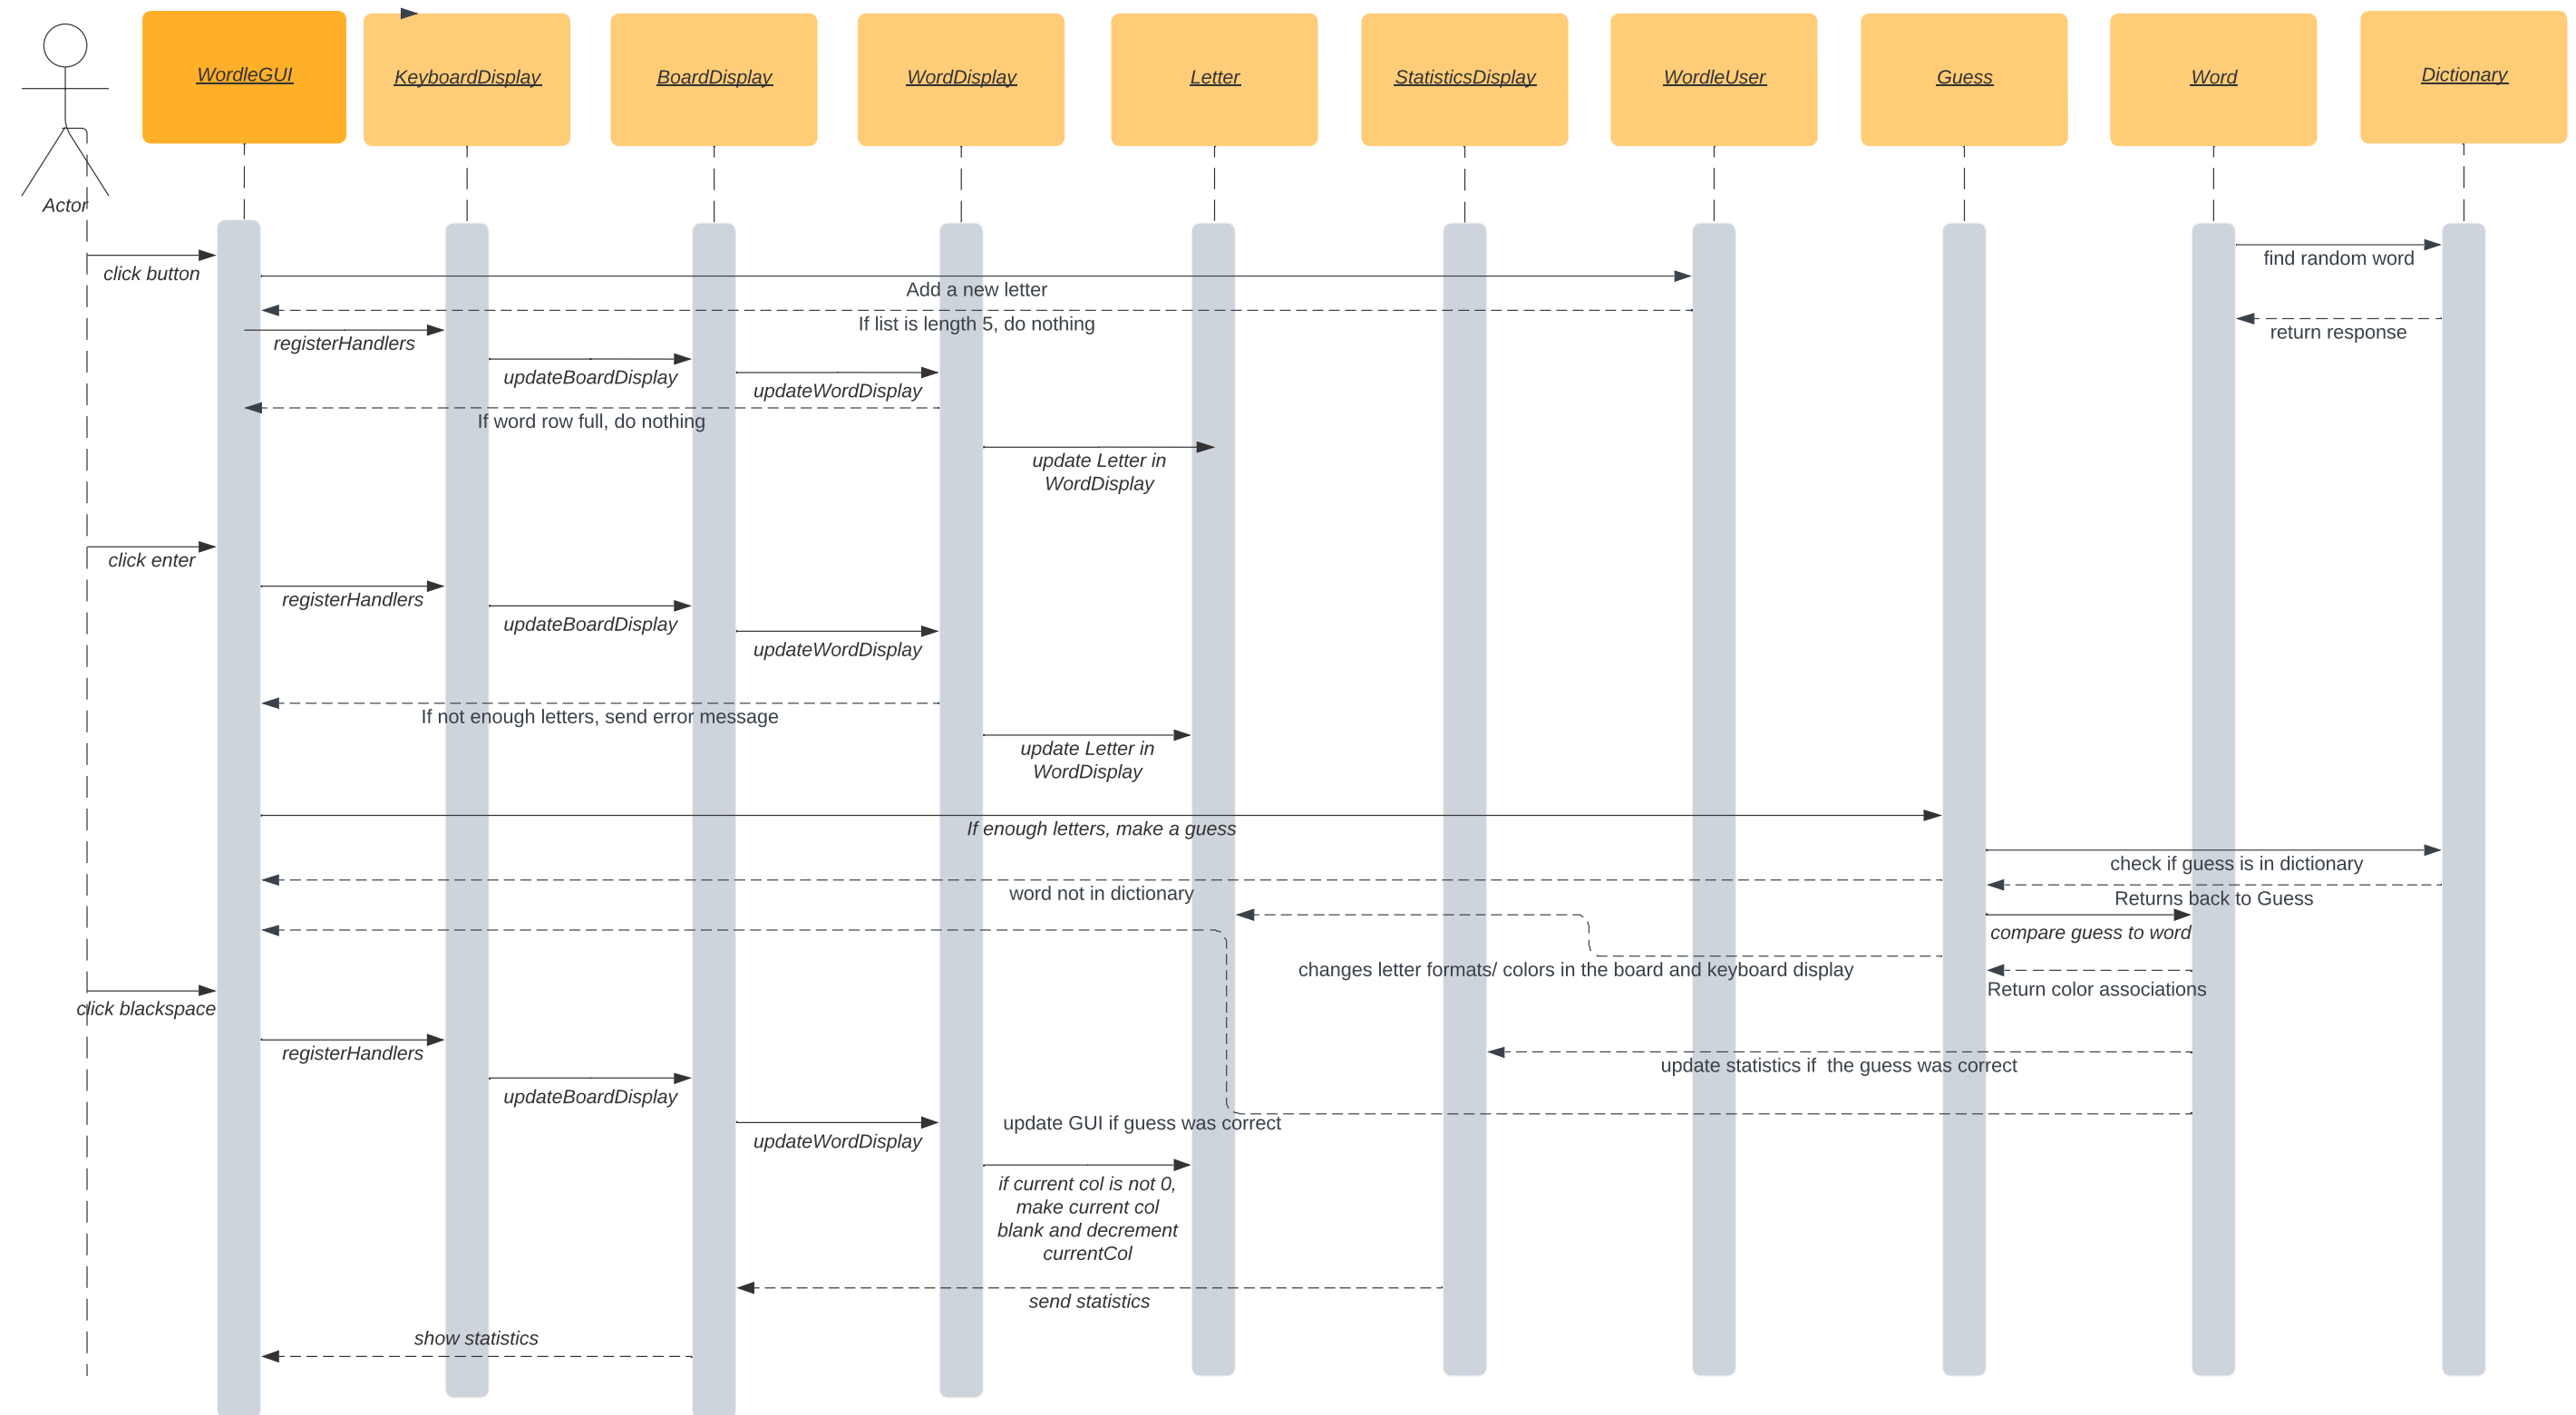 WordleGUI
KeyboardDisplay
BoardDisplay
WordDisplay
Letter
StatisticsDisplay
WordleUser
Guess
Word
Dictionary
Actor
find random word
click button
Add a new letter
If list is length 5, do nothing
return response
registerHandlers
updateBoardDisplay
updateWordDisplay
If word row full, do nothing
update Letter in
WordDisplay
click enter
registerHandlers
updateBoardDisplay
updateWordDisplay
If not enough letters, send error message
update Letter in
WordDisplay
If enough letters, make a guess
check if guess is in dictionary
word not in dictionary
Returns back to Guess
compare guess to word
changes letter formats/ colors in the board and keyboard display
Return color associations
click blackspace
registerHandlers
update statistics if  the guess was correct
updateBoardDisplay
update GUI if guess was correct
updateWordDisplay
if current col is not 0,
make current col
blank and decrement
currentCol
send statistics
show statistics